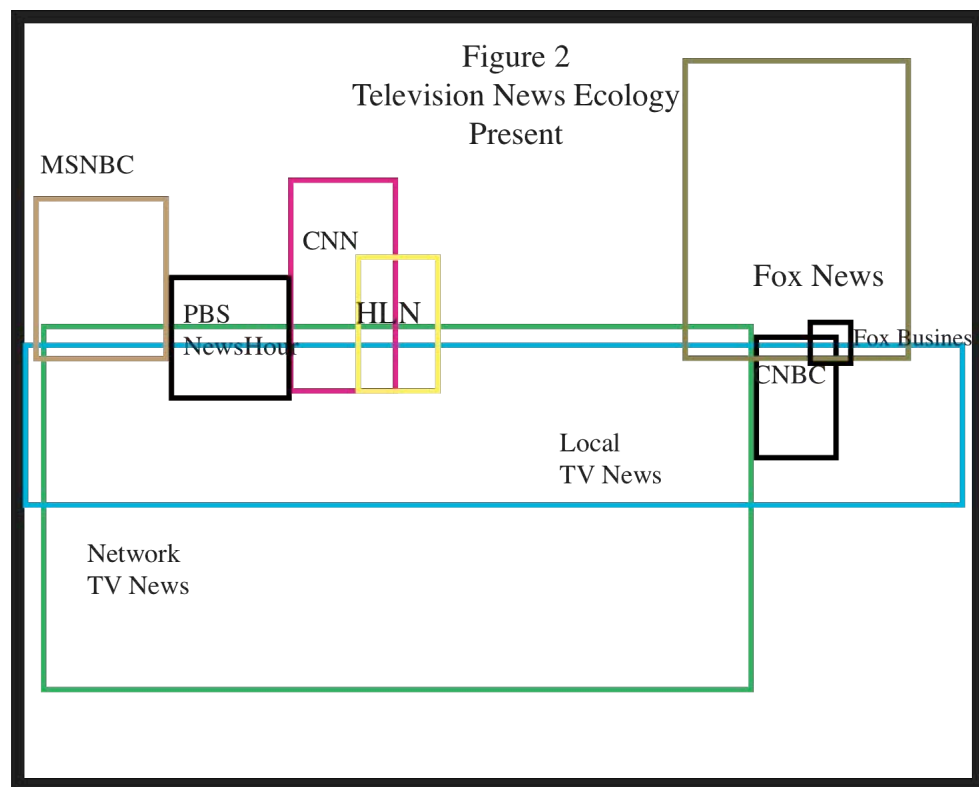 Figure 2
Television News Ecology
Present
MSNBC
CNN
Fox News
PBS
NewsHour
HLN
Fox Busines
CNBC
Local
TV News
Network
TV News